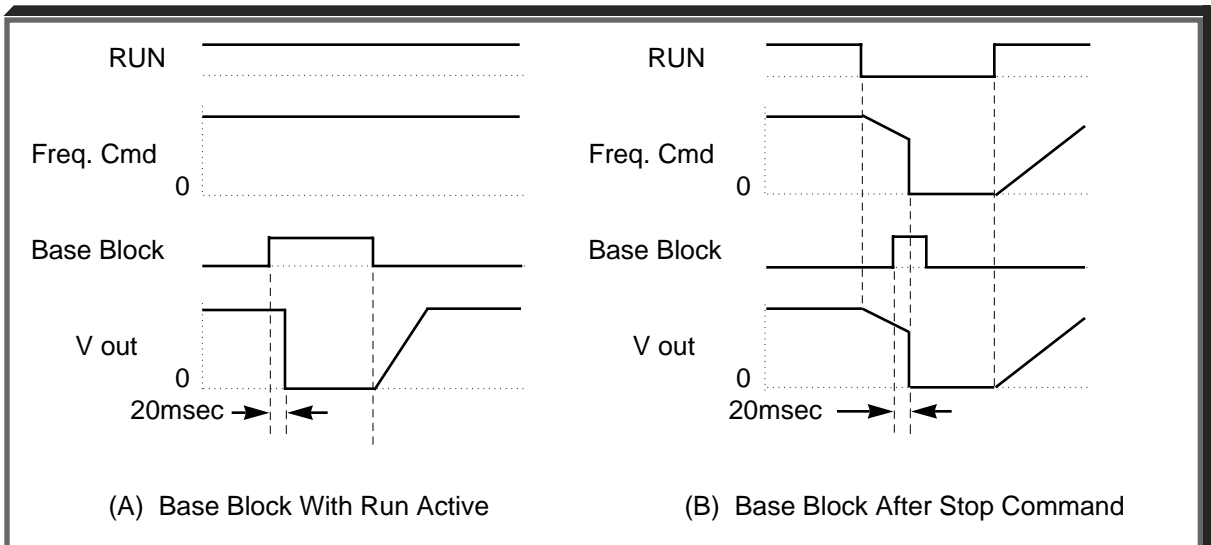 RUN
Freq. Cmd
0
Base Block
V out
0
20msec
(A) Base Block With Run Active
RUN
Freq. Cmd
0
Base Block
V out
0
20msec
(B) Base Block After Stop Command